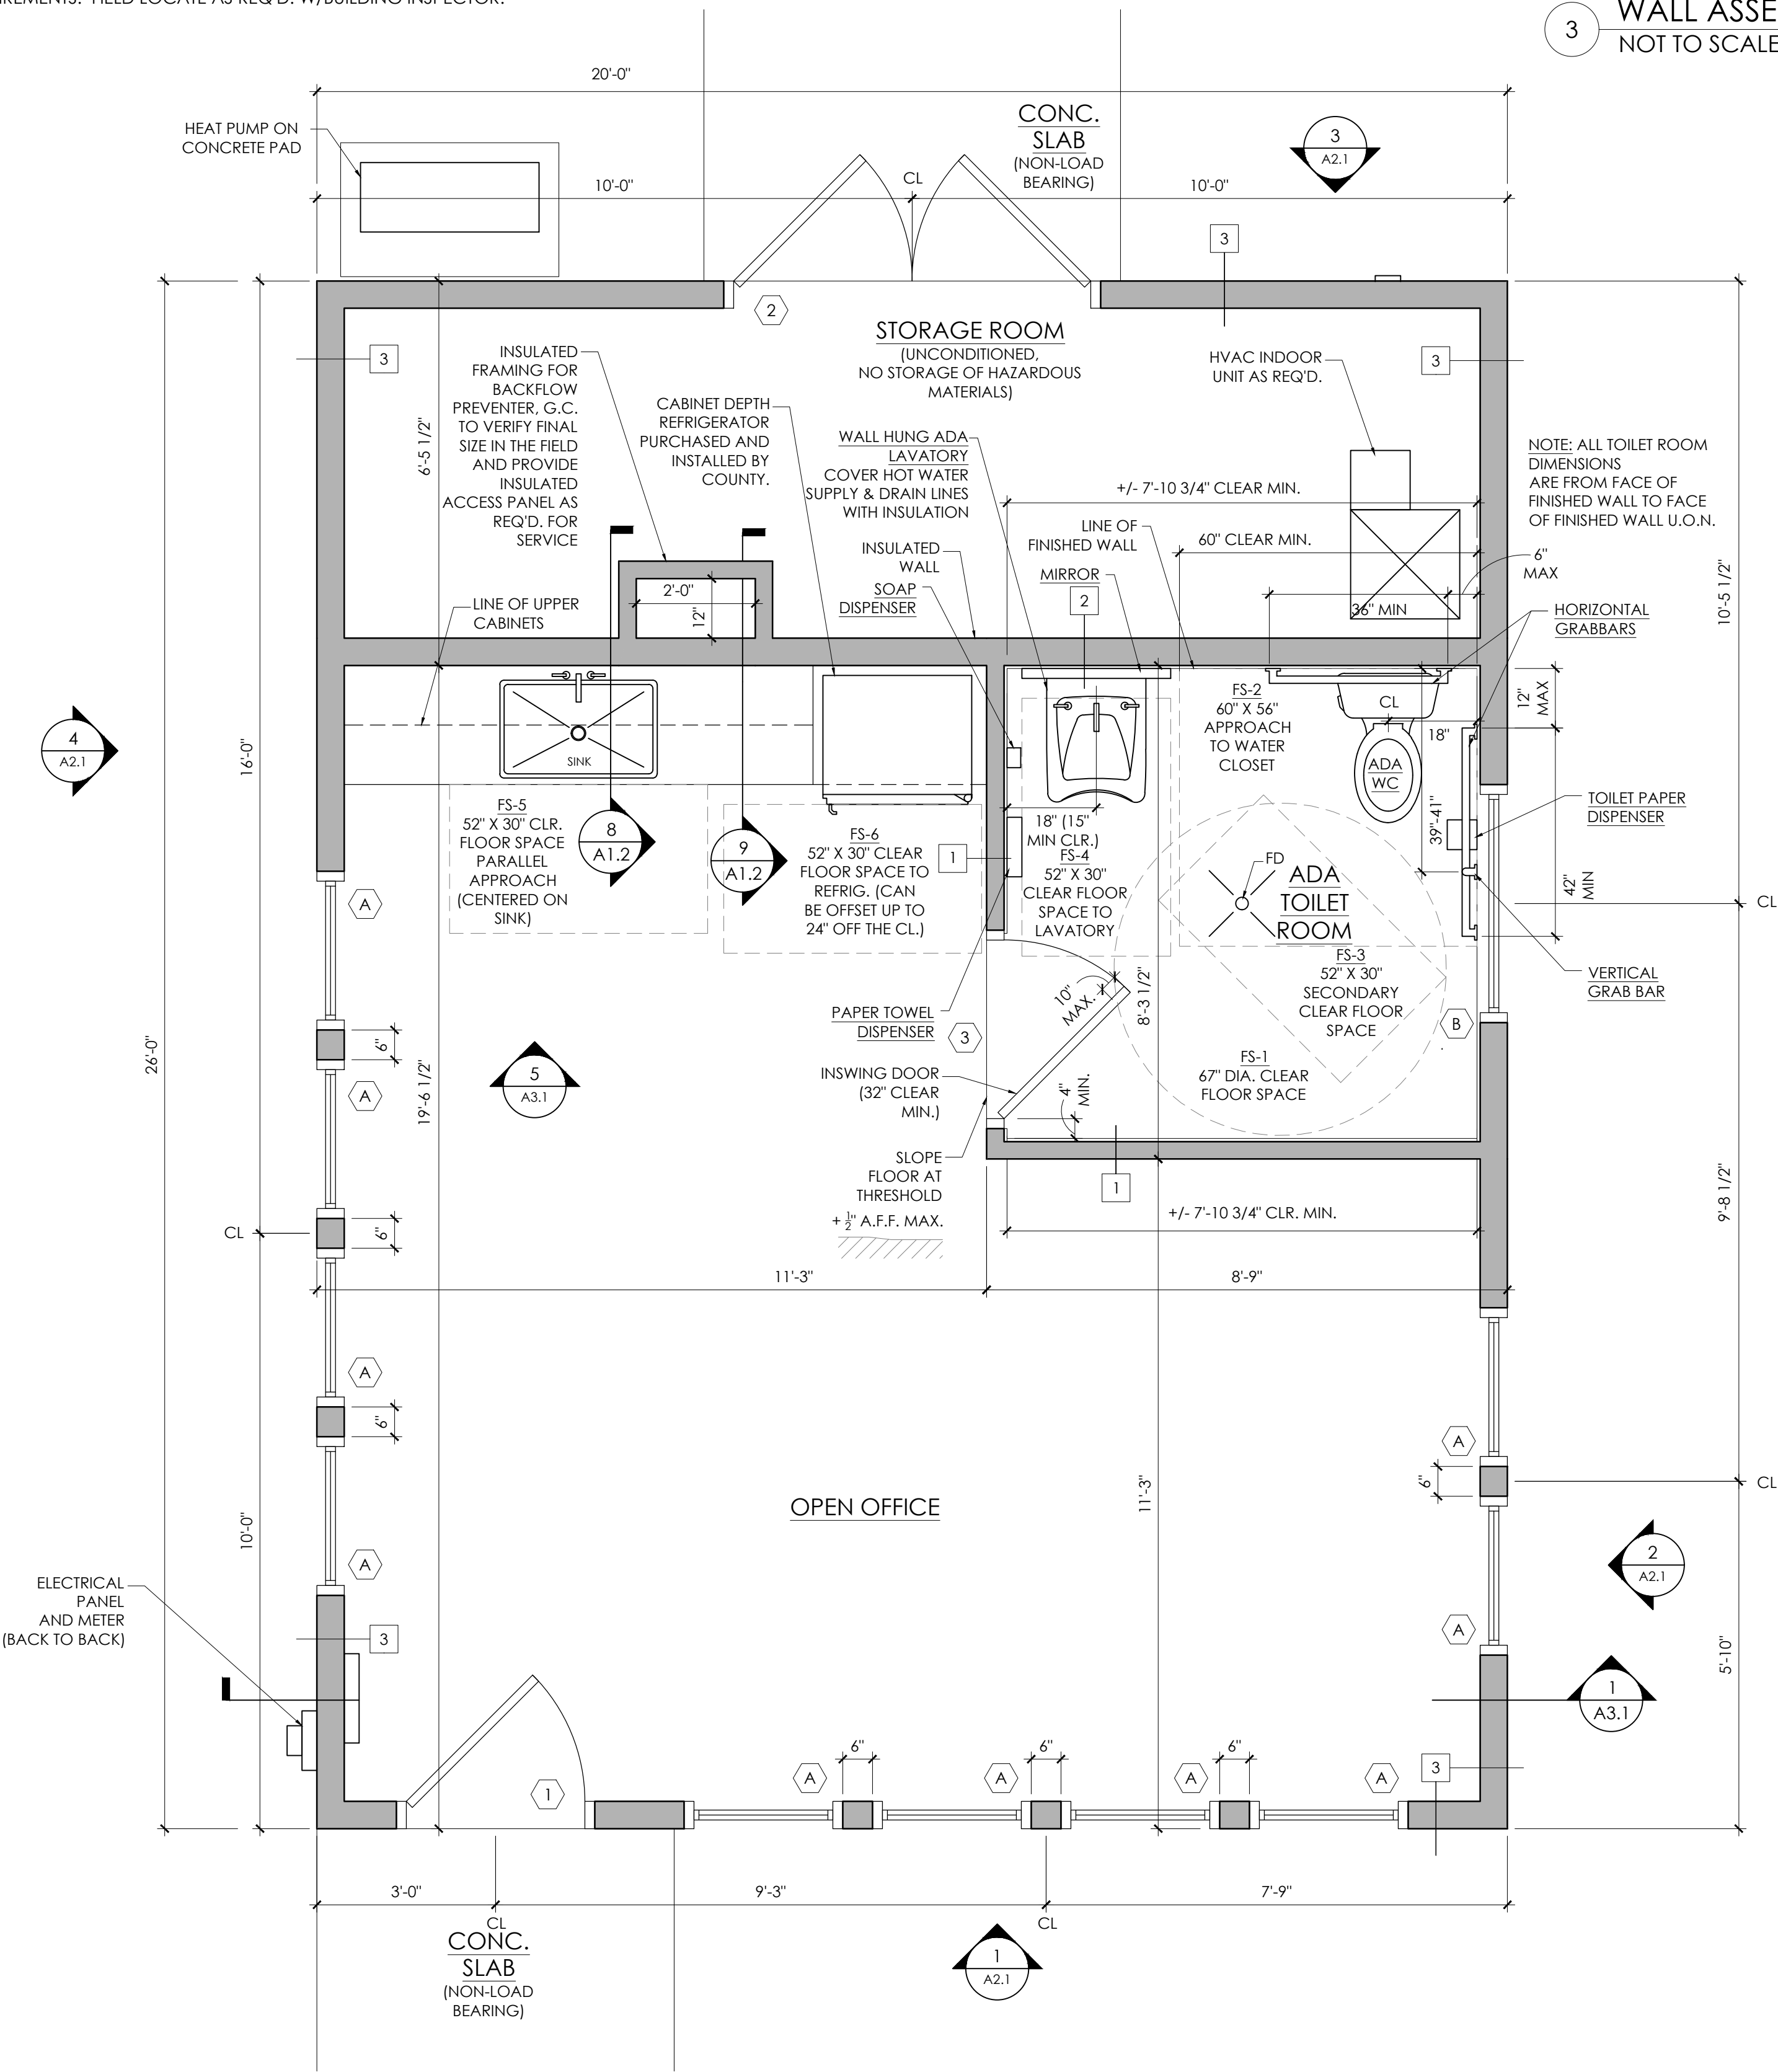 3
WALL ASSE
NOT TO SCALE
20'-0"
HEAT PUMP ON
CONCRETE PAD
CONC.
SLAB
(NON-LOAD
BEARING)
3
A2.1
10'-0"
CL
10'-0"
3
2
STORAGE ROOM
(UNCONDITIONED,
NO STORAGE OF HAZARDOUS
MATERIALS)
3
INSULATED
FRAMING FOR
BACKFLOW
PREVENTER, G.C.
TO VERIFY FINAL
SIZE IN THE FIELD
AND PROVIDE
INSULATED
ACCESS PANEL AS
REQ'D. FOR
SERVICE
HVAC INDOOR
UNIT AS REQ'D.
3
6'-5 1/2"
CABINET DEPTH
REFRIGERATOR
PURCHASED AND
INSTALLED BY
COUNTY.
WALL HUNG ADA
LAVATORY
COVER HOT WATER
SUPPLY & DRAIN LINES
WITH INSULATION
NOTE: ALL TOILET ROOM
DIMENSIONS
ARE FROM FACE OF
FINISHED WALL TO FACE
OF FINISHED WALL U.O.N.
+/- 7'-10 3/4" CLEAR MIN.
LINE OF
FINISHED WALL
60" CLEAR MIN.
6"
MAX
INSULATED
WALL
MIRROR
SOAP
DISPENSER
2
2'-0"
12"
36" MIN
LINE OF UPPER
CABINETS
HORIZONTAL
GRABBARS
10'-5 1/2"
12"
MAX
4
A2.1
16'-0"
SINK
FS-2
60" X 56"
APPROACH
TO WATER
CLOSET
CL
18"
ADA
WC
TOILET PAPER
DISPENSER
39"-41"
FS-5
52" X 30" CLR.
FLOOR SPACE
PARALLEL
APPROACH
(CENTERED ON
SINK)
8
A1.2
9
A1.2
FS-6
52" X 30" CLEAR
FLOOR SPACE TO
REFRIG. (CAN
BE OFFSET UP TO
24" OFF THE CL.)
1
18" (15"
MIN CLR.)
FS-4
52" X 30"
CLEAR FLOOR
SPACE TO
LAVATORY
FD
ADA
TOILET
ROOM
42"
MIN
CL
A
FS-3
52" X 30"
SECONDARY
CLEAR FLOOR
SPACE
VERTICAL
GRAB BAR
10"
MAX.
8'-3 1/2"
PAPER TOWEL
DISPENSER
3
B
26'-0"
6"
5
A3.1
A
19'-6 1/2"
INSWING DOOR
(32" CLEAR
MIN.)
4"
MIN.
FS-1
67" DIA. CLEAR
FLOOR SPACE
SLOPE
FLOOR AT
THRESHOLD
+ 1/2" A.F.F. MAX.
1
9'-8 1/2"
+/- 7'-10 3/4" CLR. MIN.
CL
6"
11'-3"
8'-9"
A
6"
A
6"
CL
OPEN OFFICE
11'-3"
10'-0"
A
2
A2.1
ELECTRICAL
PANEL
AND METER
(BACK TO BACK)
3
A
5'-10"
1
A3.1
1
A
6"
A
6"
A
6"
A
3
3'-0"
9'-3"
7'-9"
CL
CL
CONC.
SLAB
(NON-LOAD
BEARING)
1
A2.1